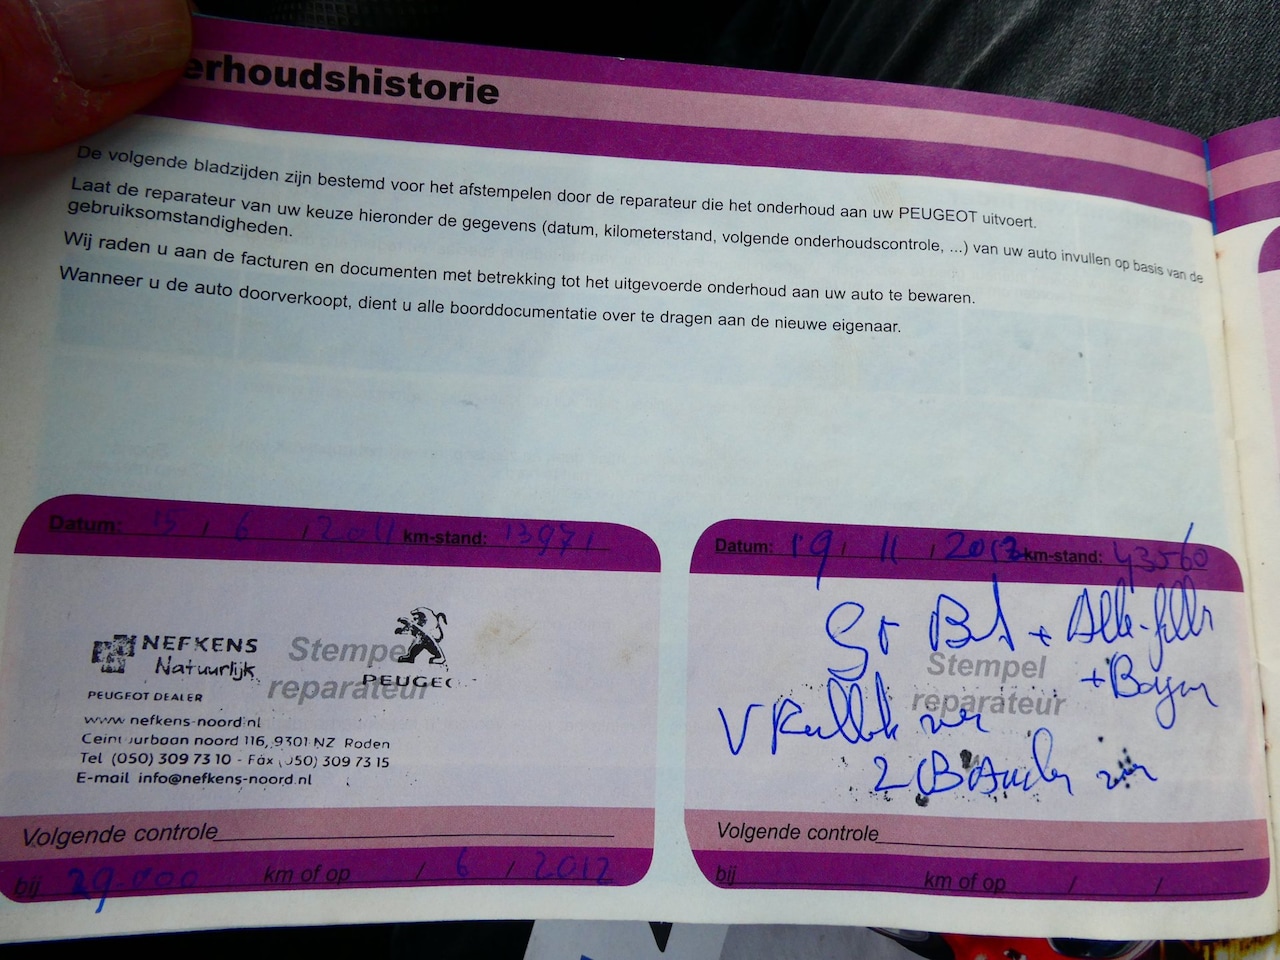 erhoudshistorie
De volgende bladzijden zijn bestemd voor het afstempelen door de reparateur die het onderhoud aan uw PEUGEOT uitvoert.
Laat de reparateur van uw keuze hieronder de gegevens (datum, kilometerstand, volgende onderhoudscontrole, ...) van uw auto invullen op basis van de
gebruiksomstandigheden.
Wij raden u aan de facturen en documenten met betrekking tot het uitgevoerde onderhoud aan uw auto te bewaren.
Wanneer u de auto doorverkoopt, dient u alle boorddocumentatie over te dragen aan de nieuwe eigenaar.
Datum: 15 / 6 / 2011 km-stand: 13971
Stempel
reparateur
NEFKENS
Natuurlijk
PEUGEOT
PEUGEOT DEALER
www nefkens-noord.nl
noord 116, 9301 NZ Roden
Tel (050) 309 73 10 - Fax (050) 309 73 15
E-mail info@nefkens-noord.nl
Volgende controle
bij 29.000 km of op / 6 / 2012
Datum: 19 / 11 / 2013 km-stand: 43560
Stempel
reparateur
+
+
V
2
Volgende controle
bij km of op / /